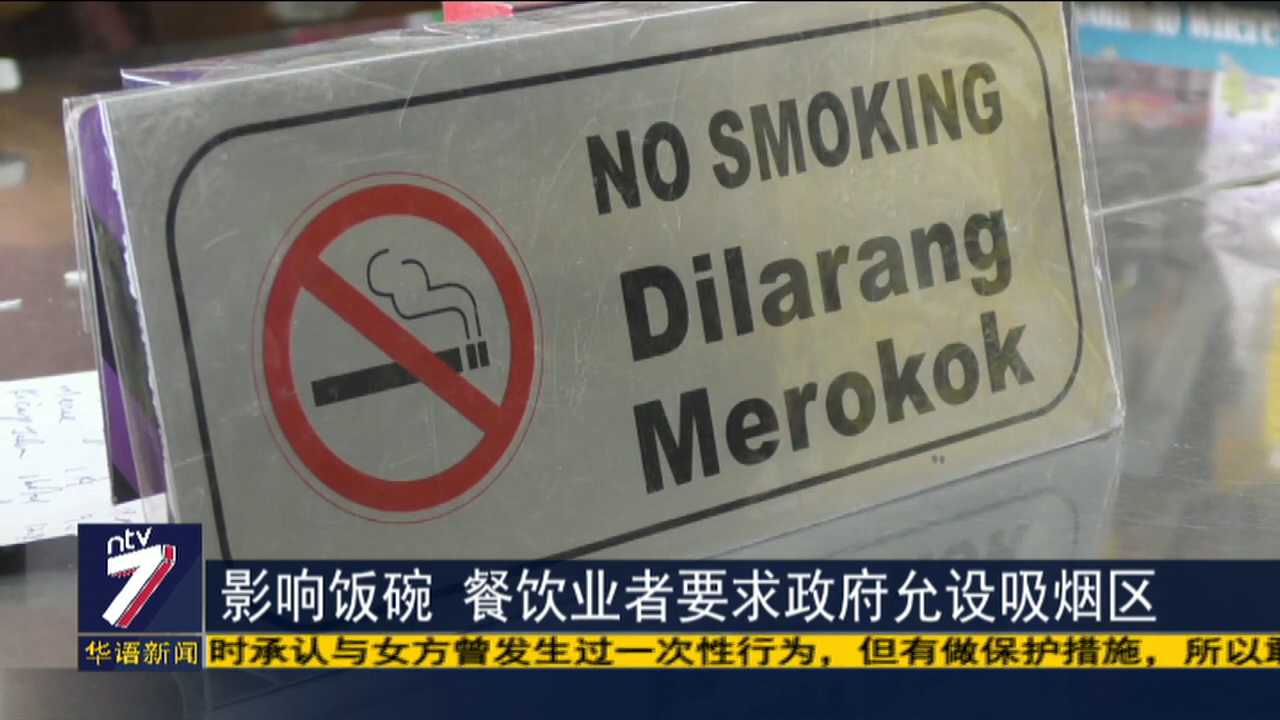 NO SMOKING
Dilarang
Merokok
ntv
7
影响饭碗 餐饮业者要求政府允设吸烟区
华语新闻
时承认与女方曾发生过一次性行为，但有做保护措施，所以